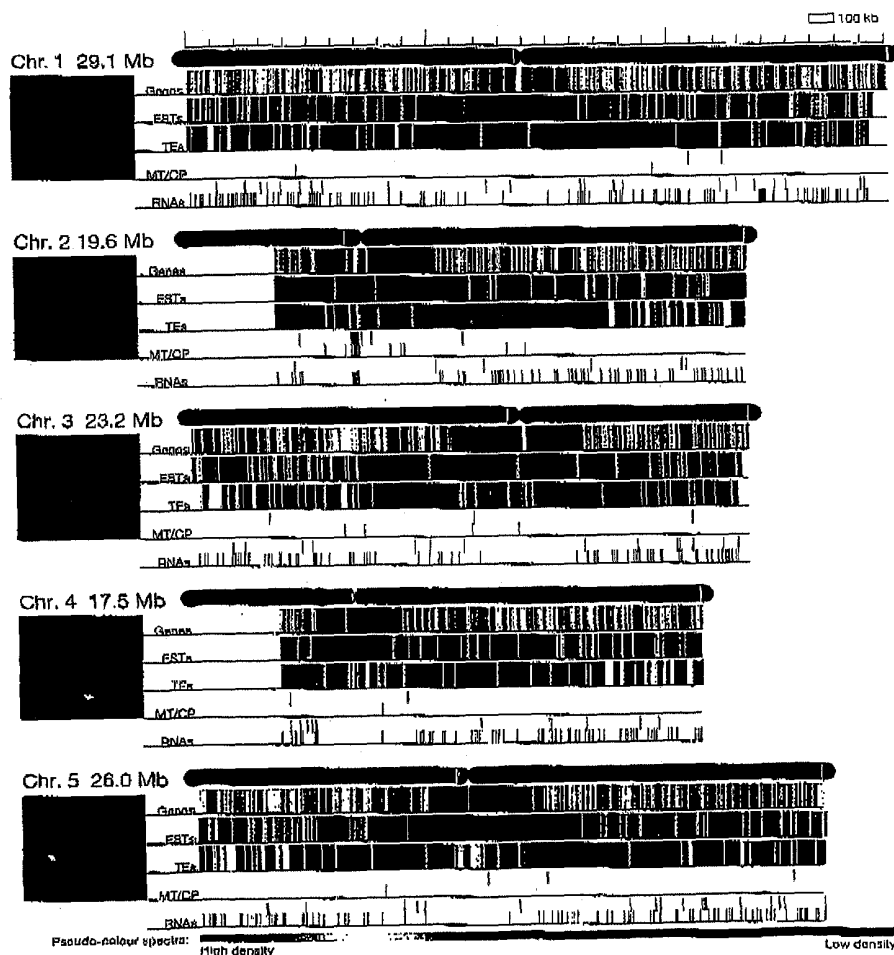 100 kb
Chr. 1 29.1 Mb
Genes
ESTs
TEs
MT/CP
RNAs
Chr. 2 19.6 Mb
Genes
ESTs
TEs
MT/CP
RNAs
Chr. 3 23.2 Mb
Genes
ESTs
TEs
MT/CP
RNAs
Chr. 4 17.5 Mb
Genes
ESTs
TEs
MT/CP
RNAs
Chr. 5 26.0 Mb
Genes
ESTs
TEs
MT/CP
RNAs
Pseudo-colour spectra:
High density
Low density